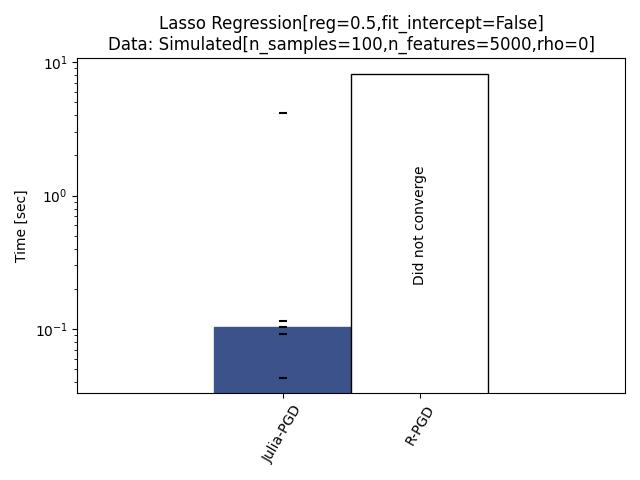 Lasso Regression[reg=0.5,fit_intercept=False]
Data: Simulated[n_samples=100,n_features=5000,rho=0]
Time [sec]
10¹
10⁰
10⁻¹
Did not converge
Julia-PGD
R-PGD